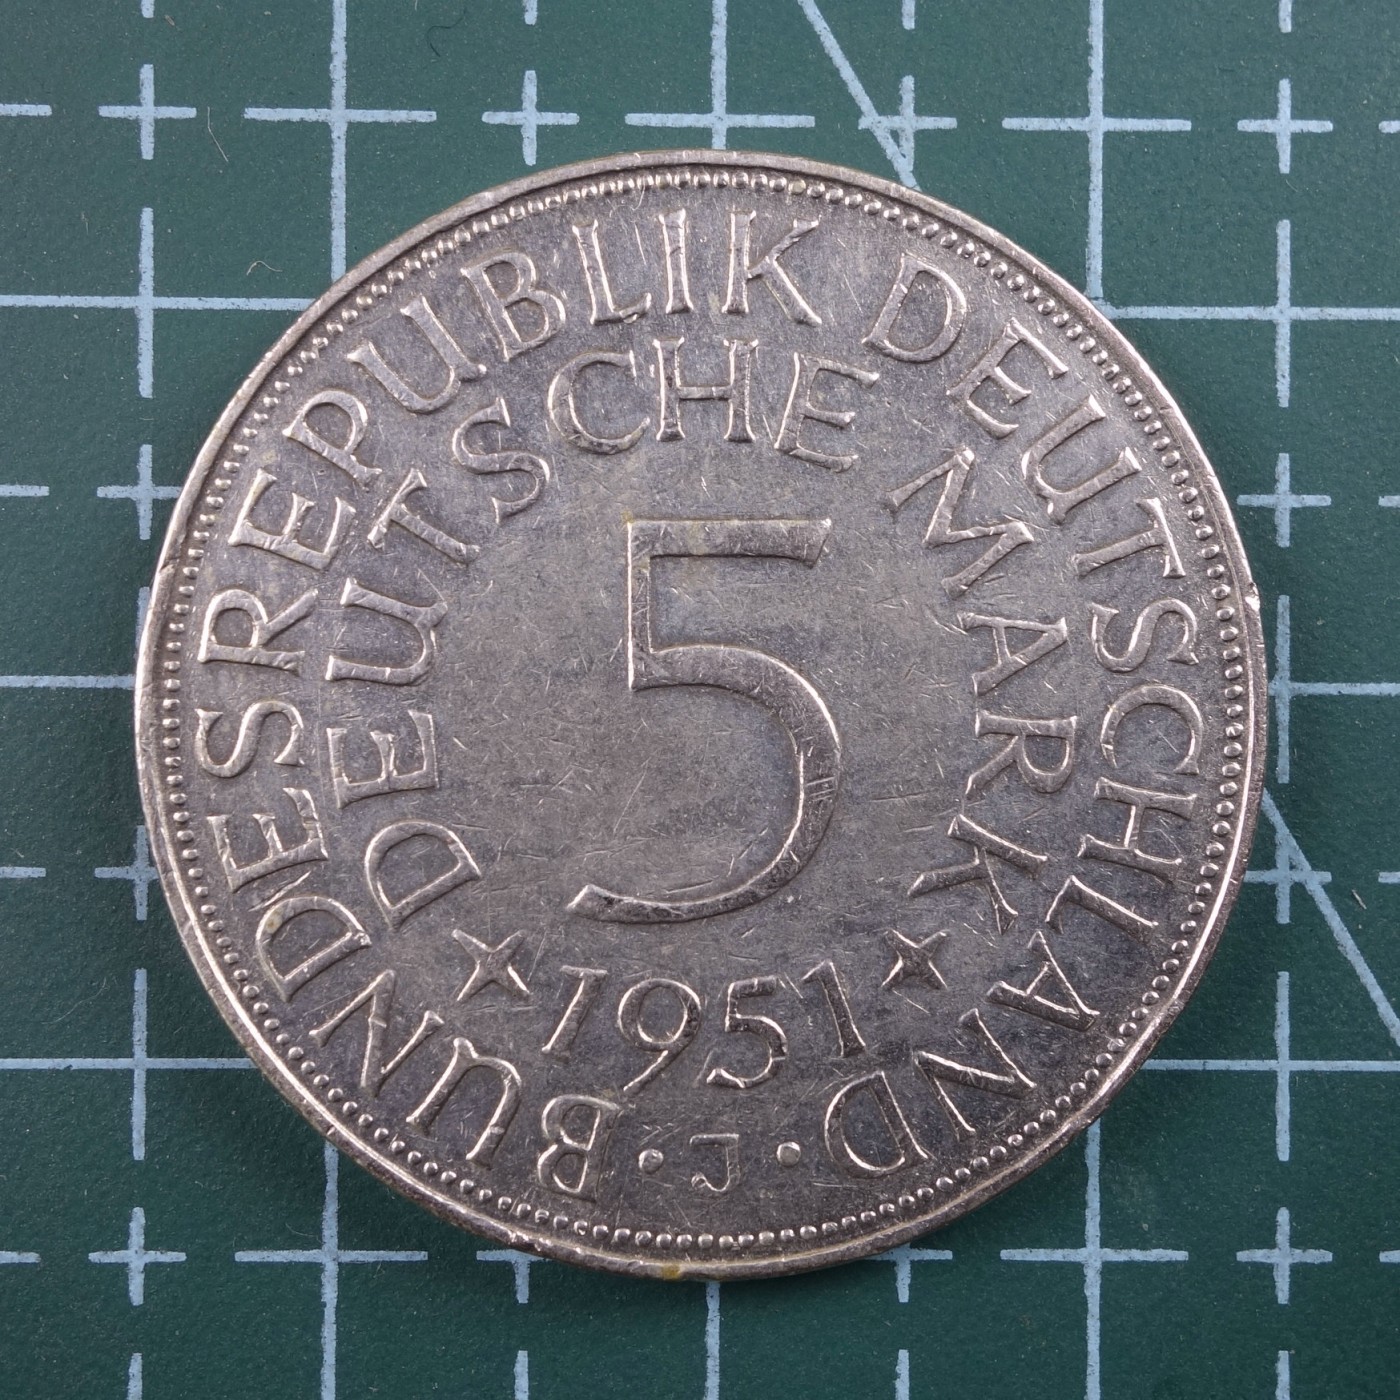 BUNDESREPUBLIK DEUTSCHLAND
DEUTSCHE MARK
5
1951
· J ·